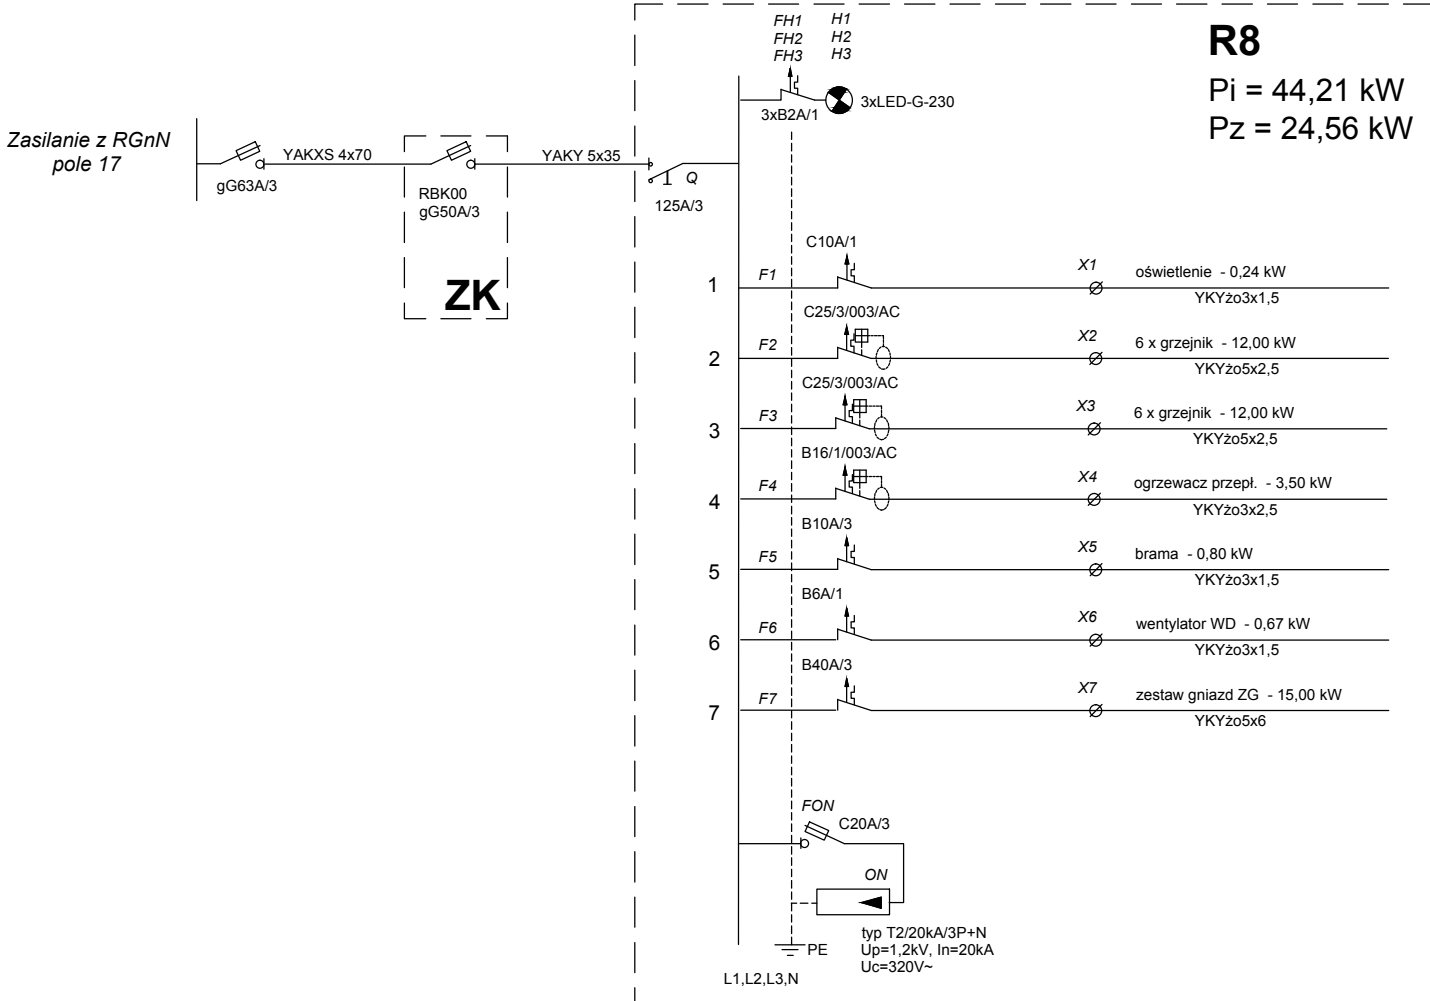 FH1
FH2
FH3
H1
H2
H3
R8
Pi = 44,21 kW
Pz = 24,56 kW
3xLED-G-230
3xB2A/1
Zasilanie z RGnN
pole 17
gG63A/3
YAKXS 4x70
RBK00
gG50A/3
ZK
YAKY 5x35
Q
125A/3
C10A/1
1
F1
X1
oświetlenie - 0,24 kW
YKYżo3x1,5
C25/3/003/AC
2
F2
X2
6 x grzejnik - 12,00 kW
YKYżo5x2,5
C25/3/003/AC
3
F3
X3
6 x grzejnik - 12,00 kW
YKYżo5x2,5
B16/1/003/AC
4
F4
X4
ogrzewacz przepł. - 3,50 kW
YKYżo3x2,5
B10A/3
5
F5
X5
brama - 0,80 kW
YKYżo3x1,5
B6A/1
6
F6
X6
wentylator WD - 0,67 kW
YKYżo3x1,5
B40A/3
7
F7
X7
zestaw gniazd ZG - 15,00 kW
YKYżo5x6
FON
C20A/3
ON
typ T2/20kA/3P+N
Up=1,2kV, In=20kA
Uc=320V~
PE
L1,L2,L3,N